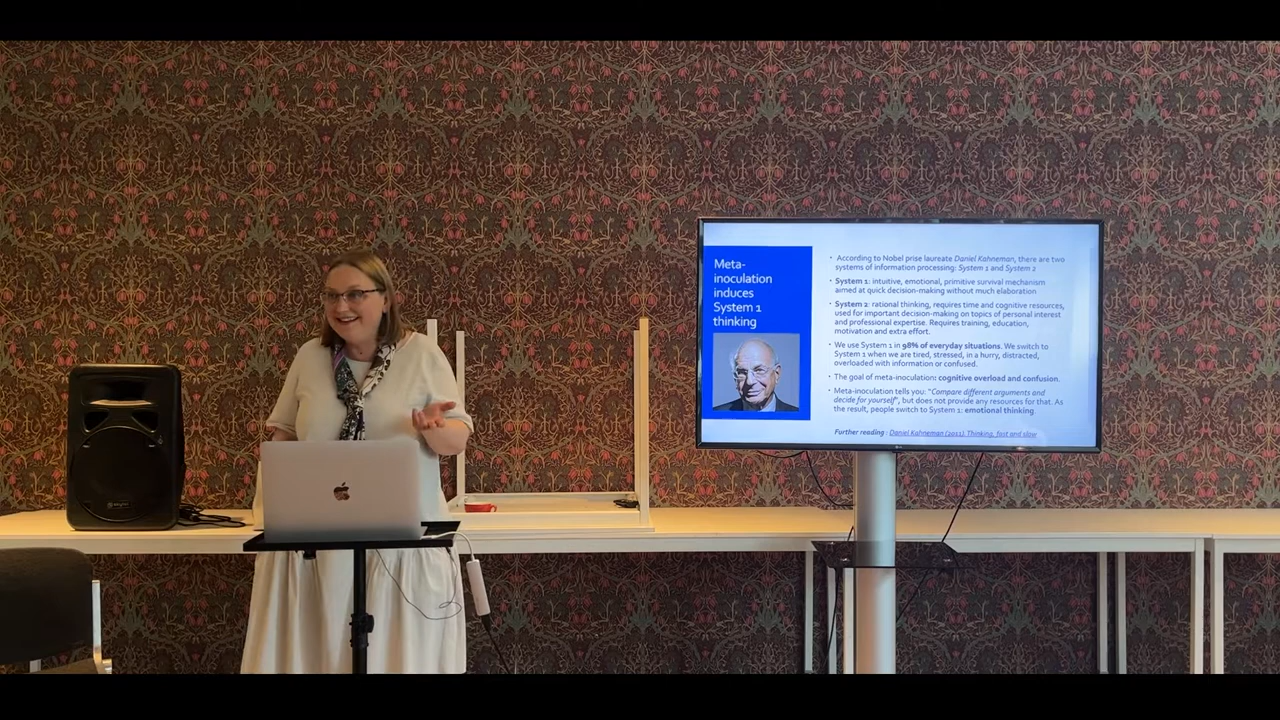 Meta-
inoculation
induces
System 1
thinking
• According to Nobel prise laureate Daniel Kahneman, there are two
systems of information processing: System 1 and System 2
• System 1: intuitive, emotional, primitive survival mechanism
aimed at quick decision-making without much elaboration
• System 2: rational thinking, requires time and cognitive resources,
used for important decision-making on topics of personal interest
and professional expertise. Requires training, education,
motivation and extra effort.
• We use System 1 in 98% of everyday situations. We switch to
System 1 when we are tired, stressed, in a hurry, distracted,
overloaded with information or confused.
• The goal of meta-inoculation: cognitive overload and confusion.
• Meta-inoculation tells you: "Compare different arguments and
decide for yourself", but does not provide any resources for that. As
the result, people switch to System 1: emotional thinking.
Further reading: Daniel Kahneman (2011). Thinking, fast and slow